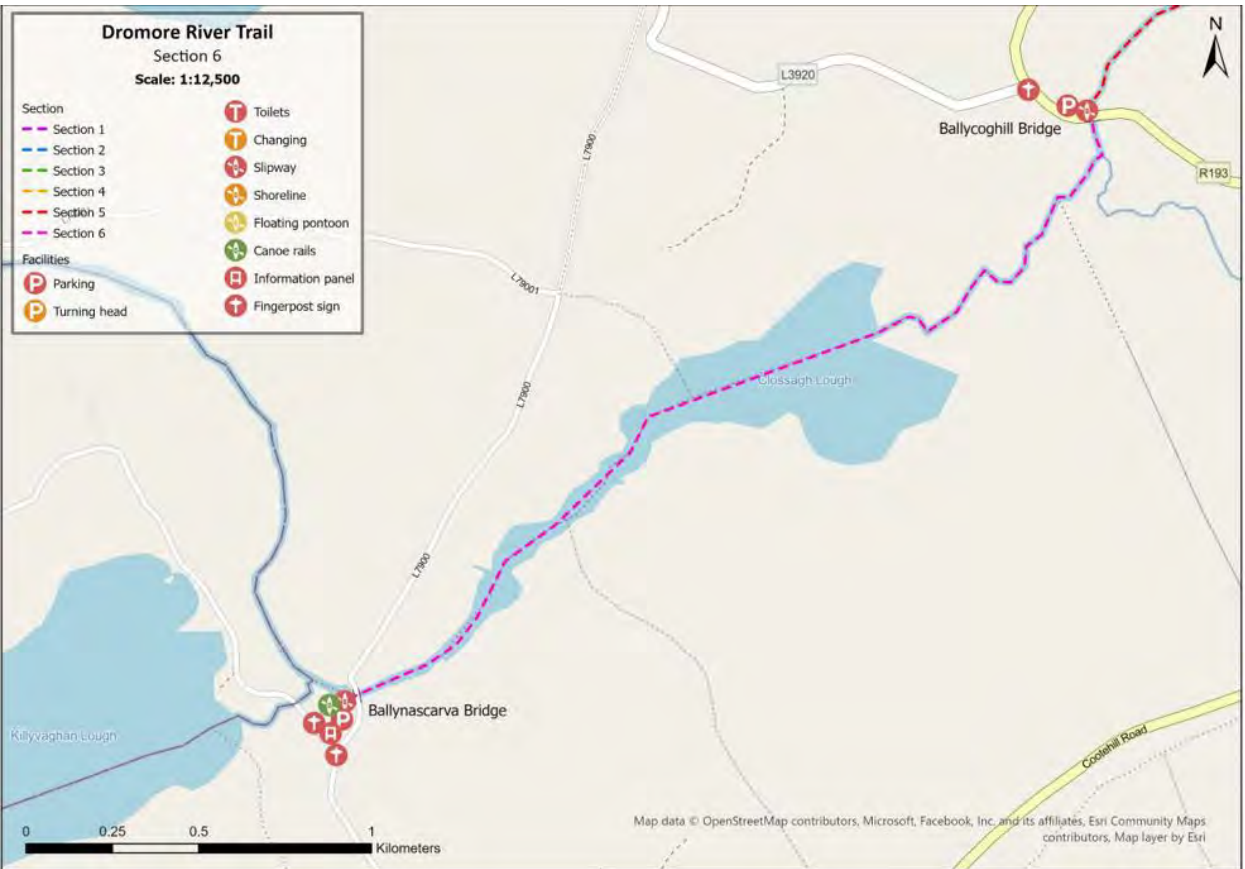 Dromore River Trail
Section 6
Scale: 1:12,500
Section
Section 1
Section 2
Section 3
Section 4
Section 5
Section 6
Facilities
Parking
Turning head
Toilets
Changing
Slipway
Shoreline
Floating pontoon
Canoe rails
Information panel
Fingerpost sign
N
L3920
Ballycoghill Bridge
R193
L7900
L79001
L7900
Clossagh Lough
L7900
Ballynascarva Bridge
Killyvaghan Lough
Cootehill Road
0 0.25 0.5 1
Kilometers
Map data © OpenStreetMap contributors, Microsoft, Facebook, Inc. and its affiliates, Esri Community Maps
contributors, Map layer by Esri